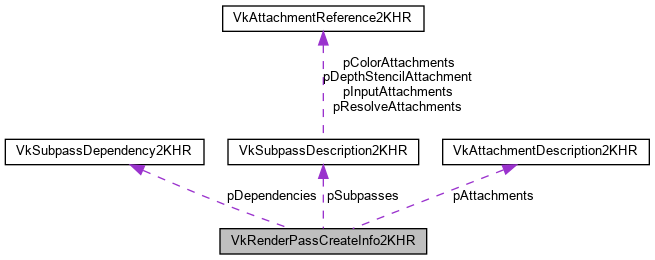 VkAttachmentReference2KHR
pColorAttachments
pDepthStencilAttachment
pInputAttachments
pResolveAttachments
VkSubpassDependency2KHR
VkSubpassDescription2KHR
VkAttachmentDescription2KHR
pDependencies
pSubpasses
pAttachments
VkRenderPassCreateInfo2KHR